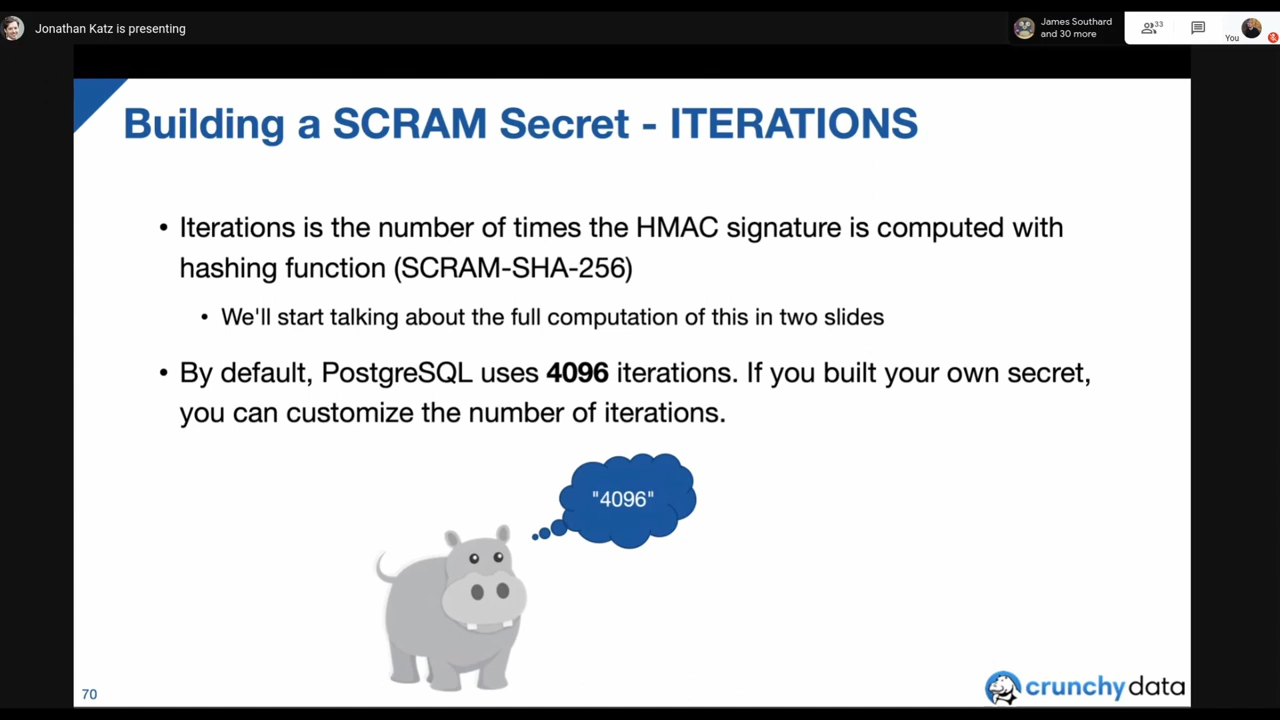 Jonathan Katz is presenting
James Southard
and 30 more
33
You
Building a SCRAM Secret - ITERATIONS
• Iterations is the number of times the HMAC signature is computed with
hashing function (SCRAM-SHA-256)
• We'll start talking about the full computation of this in two slides
• By default, PostgreSQL uses 4096 iterations. If you built your own secret,
you can customize the number of iterations.
"4096"
70
crunchydata